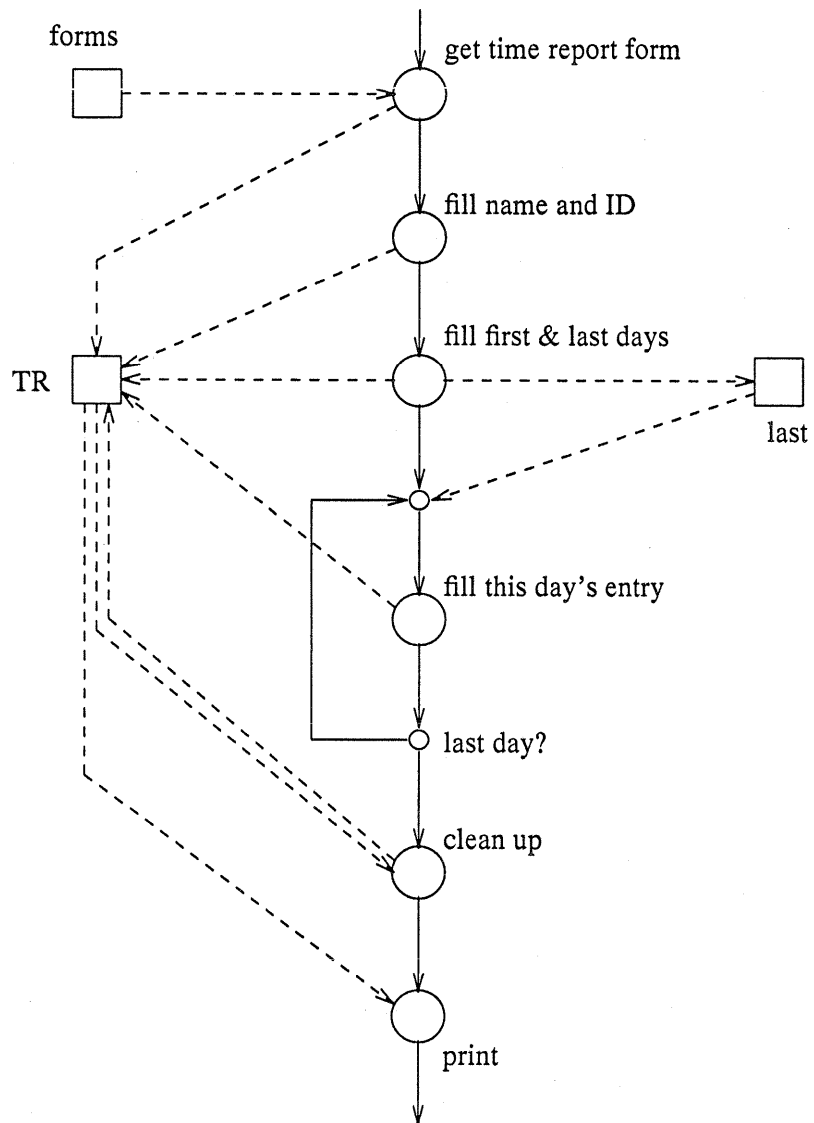 forms
get time report form
fill name and ID
fill first & last days
TR
last
fill this day's entry
last day?
clean up
print